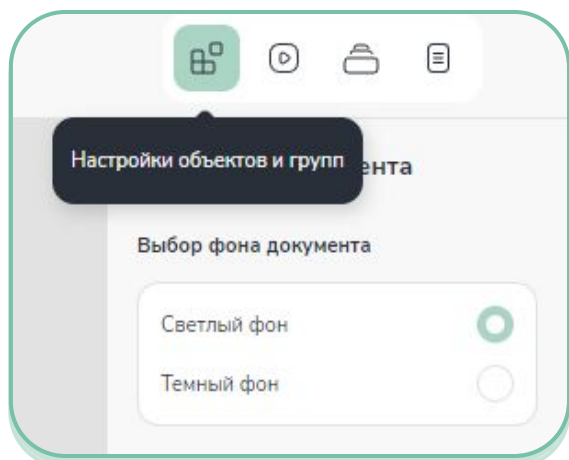 Настройки объектов и групп
ента
Выбор фона документа
Светлый фон
Темный фон